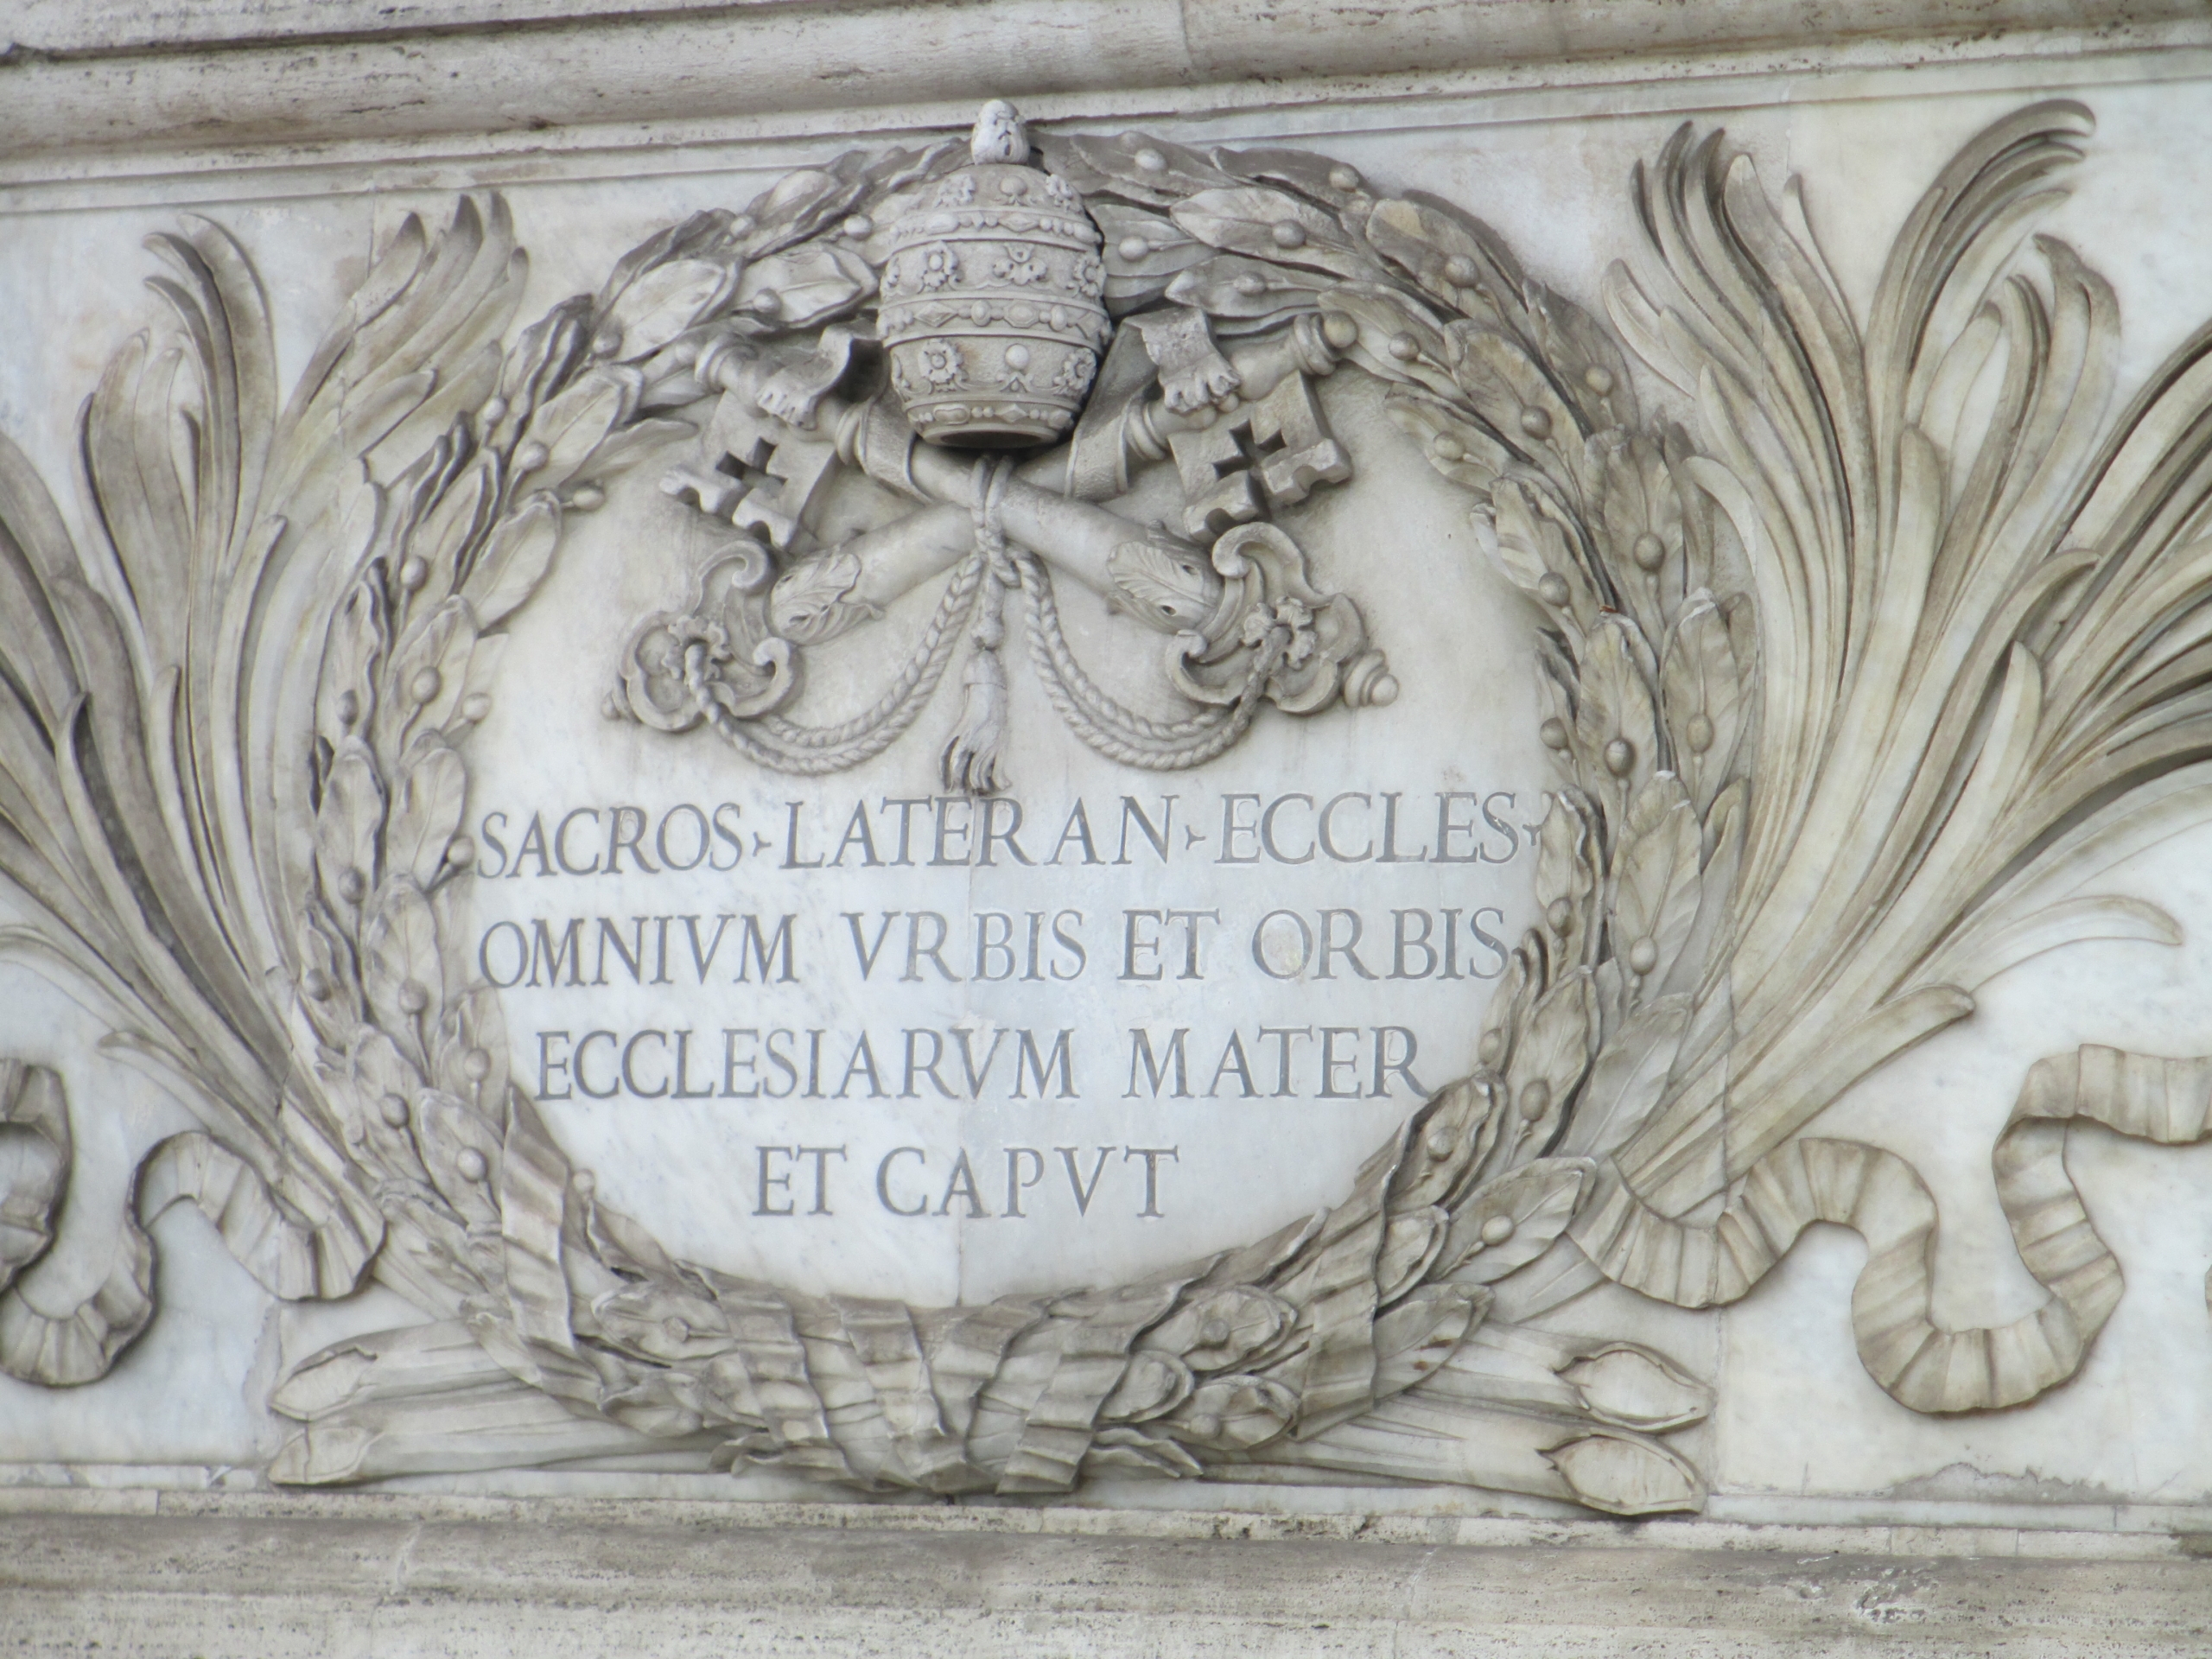 SACROS·LATERAN·ECCLES·
OMNIVM VRBIS ET ORBIS
ECCLESIARVM MATER
ET CAPVT